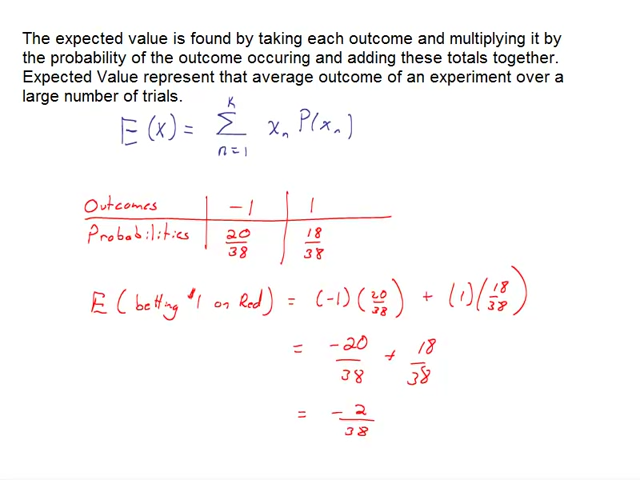 The expected value is found by taking each outcome and multiplying it by
the probability of the outcome occuring and adding these totals together.
Expected Value represent that average outcome of an experiment over a
large number of trials.
E(x) = K∑n=1 xₙ P(xₙ)
Outcomes | -1 | 1
Probabilities | 20/38 | 18/38
E( betting $1 on Red) = (-1)(20/38) + (1)(18/38)
= -20/38 + 18/38
= -2/38